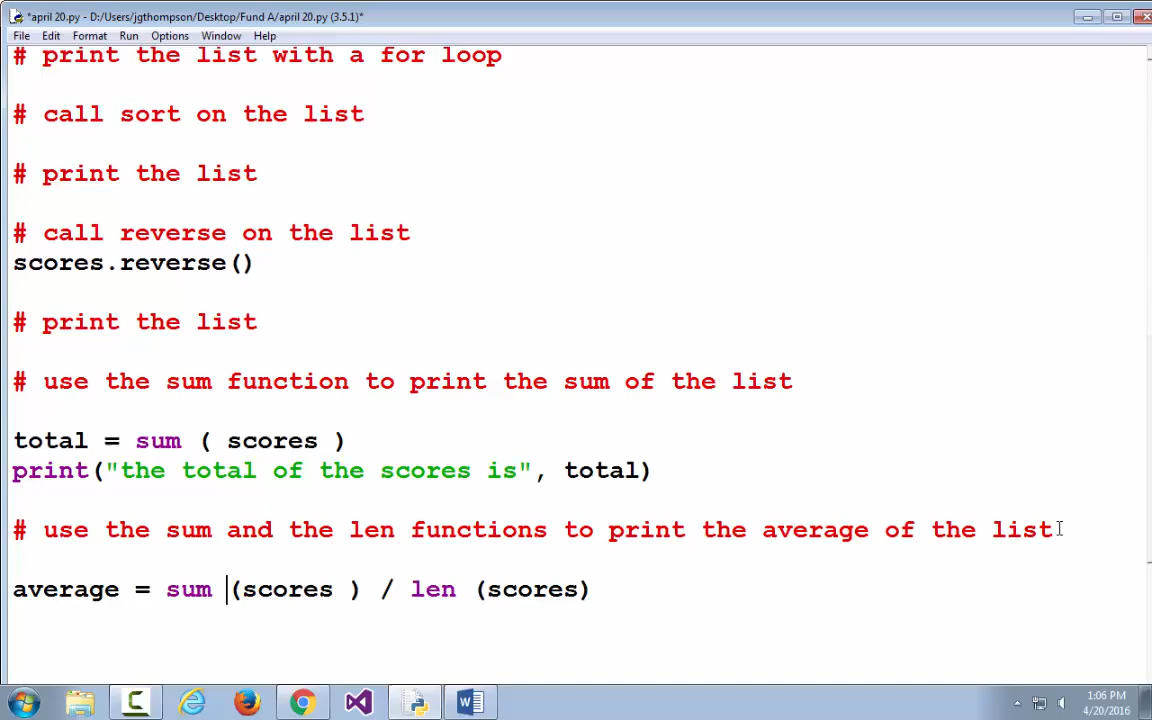 *april 20.py - D:/Users/jgthompson/Desktop/Fund A/april 20.py (3.5.1)*
File Edit Format Run Options Window Help
# print the list with a for loop
# call sort on the list
# print the list
# call reverse on the list
scores.reverse()
# print the list
# use the sum function to print the sum of the list
total = sum ( scores )
print("the total of the scores is", total)
# use the sum and the len functions to print the average of the list
average = sum (scores ) / len (scores)
1:06 PM
4/20/2016